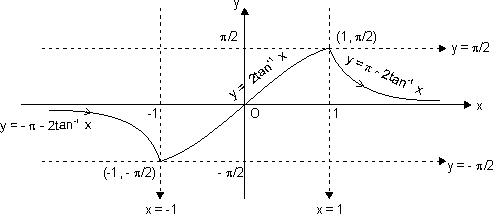 y
π/2
(1, π/2)
y = π/2
y = 2tan⁻¹ x
y = π - 2tan⁻¹ x
-1
O
1
x
y = - π - 2tan⁻¹ x
(-1, - π/2)
- π/2
y = - π/2
x = -1
x = 1